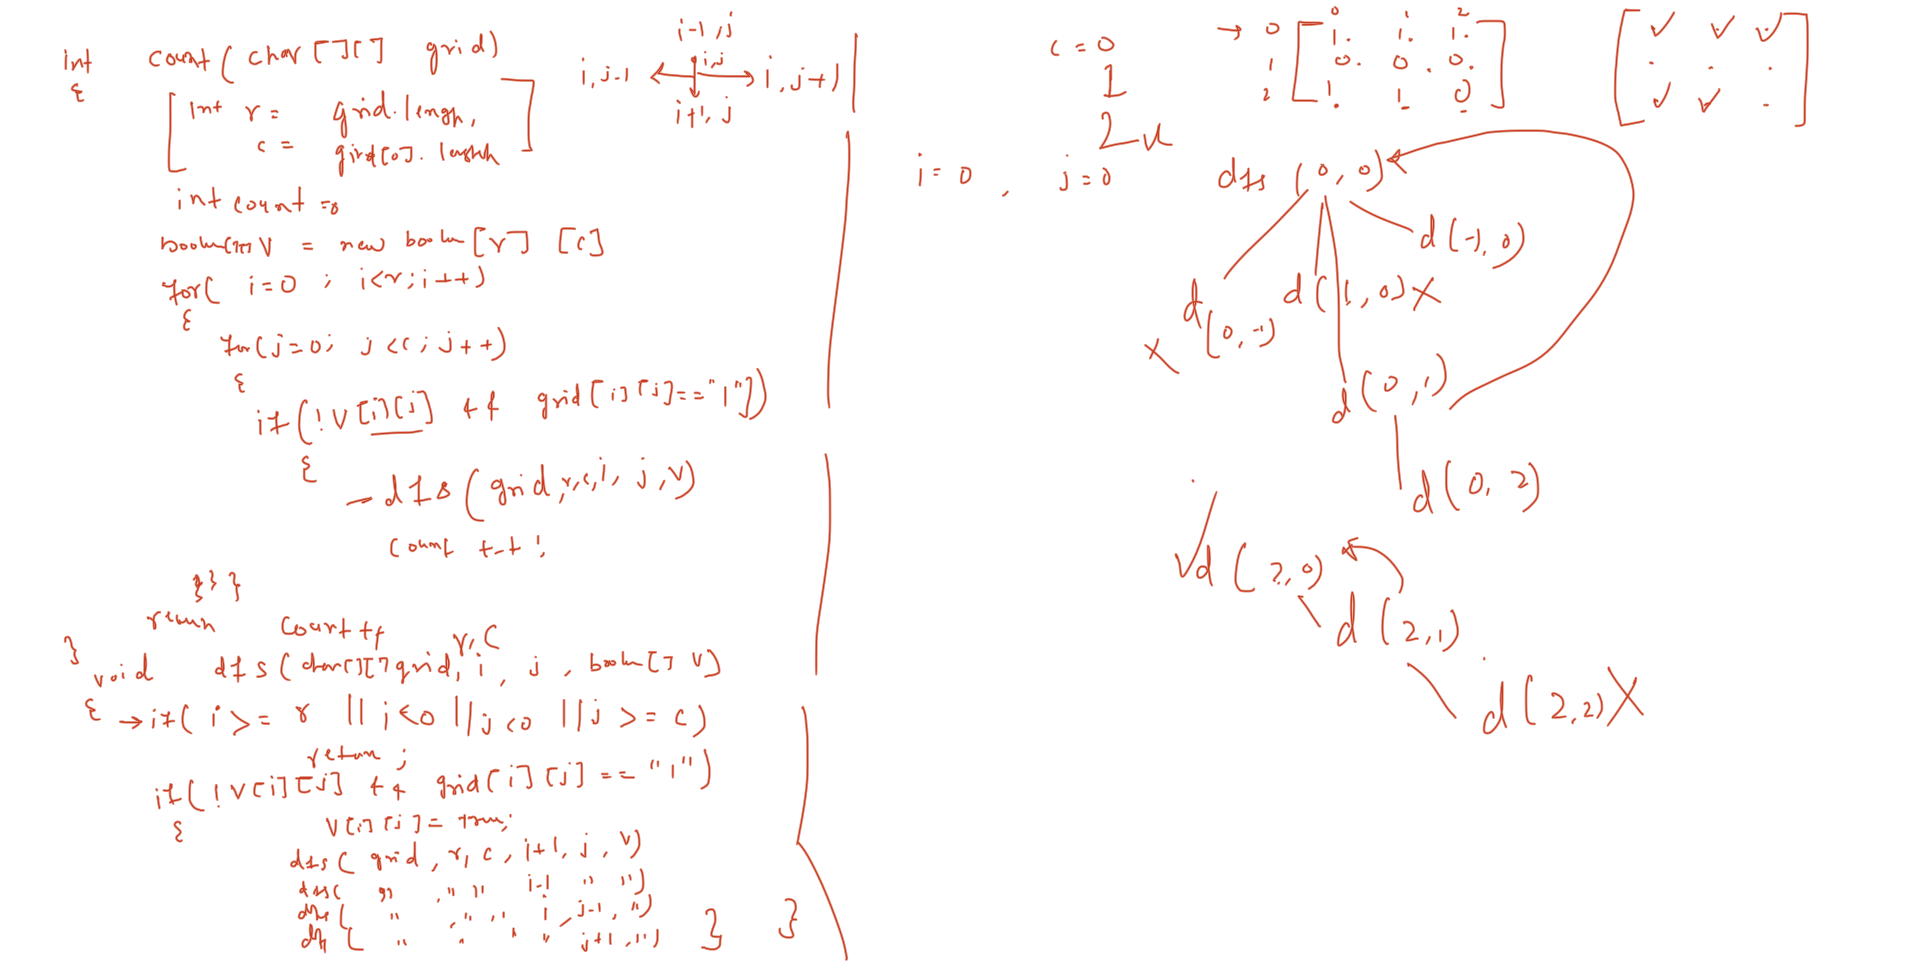 int count( char [][] grid)
{
[ int r = grid.length,
c = grid[0].length ]
int count =0
boolean[][] V = new boolean [r] [c]
for( i=0 ; i<r; i++)
{
for(j=0; j<c; j++)
{
if(!V[i][j] && grid[i][j]=="1"])
{
- dfs( grid, r,c,i, j,v)
count ++;
}}}
return count++
}
r, c
void dfs( char[][] grid, i, j, boolean[] V)
{ →if( i >= r || i<0 || j<0 || j >= c)
return ;
if(!V[i][j] && grid[i][j] == "1")
{
V[i][j] = true;
dfs( grid, r, c, i+1, j, v)
dfs( " , " " i-1 " ")
dfs( " , " " i, j-1, ")
dfs( " " " " j+1, ") } }
i-1, j
i, j-1 i,j i, j+1
i+1, j
c = 0
1
2
i = 0 , j = 0
0 1 2
→ 0 [ 1. 1. 1. ]
1 0. 0. 0.
2 1. 1 0
[ ✓ ✓ ✓ ]
. . .
✓ ✓ .
dfs (0, 0)
d(-1, 0)
d (0, -1) X
d(1, 0) X
d(0, 1)
d(0, 2)
✓d (2, 0)
d (2, 1)
d (2, 2) X